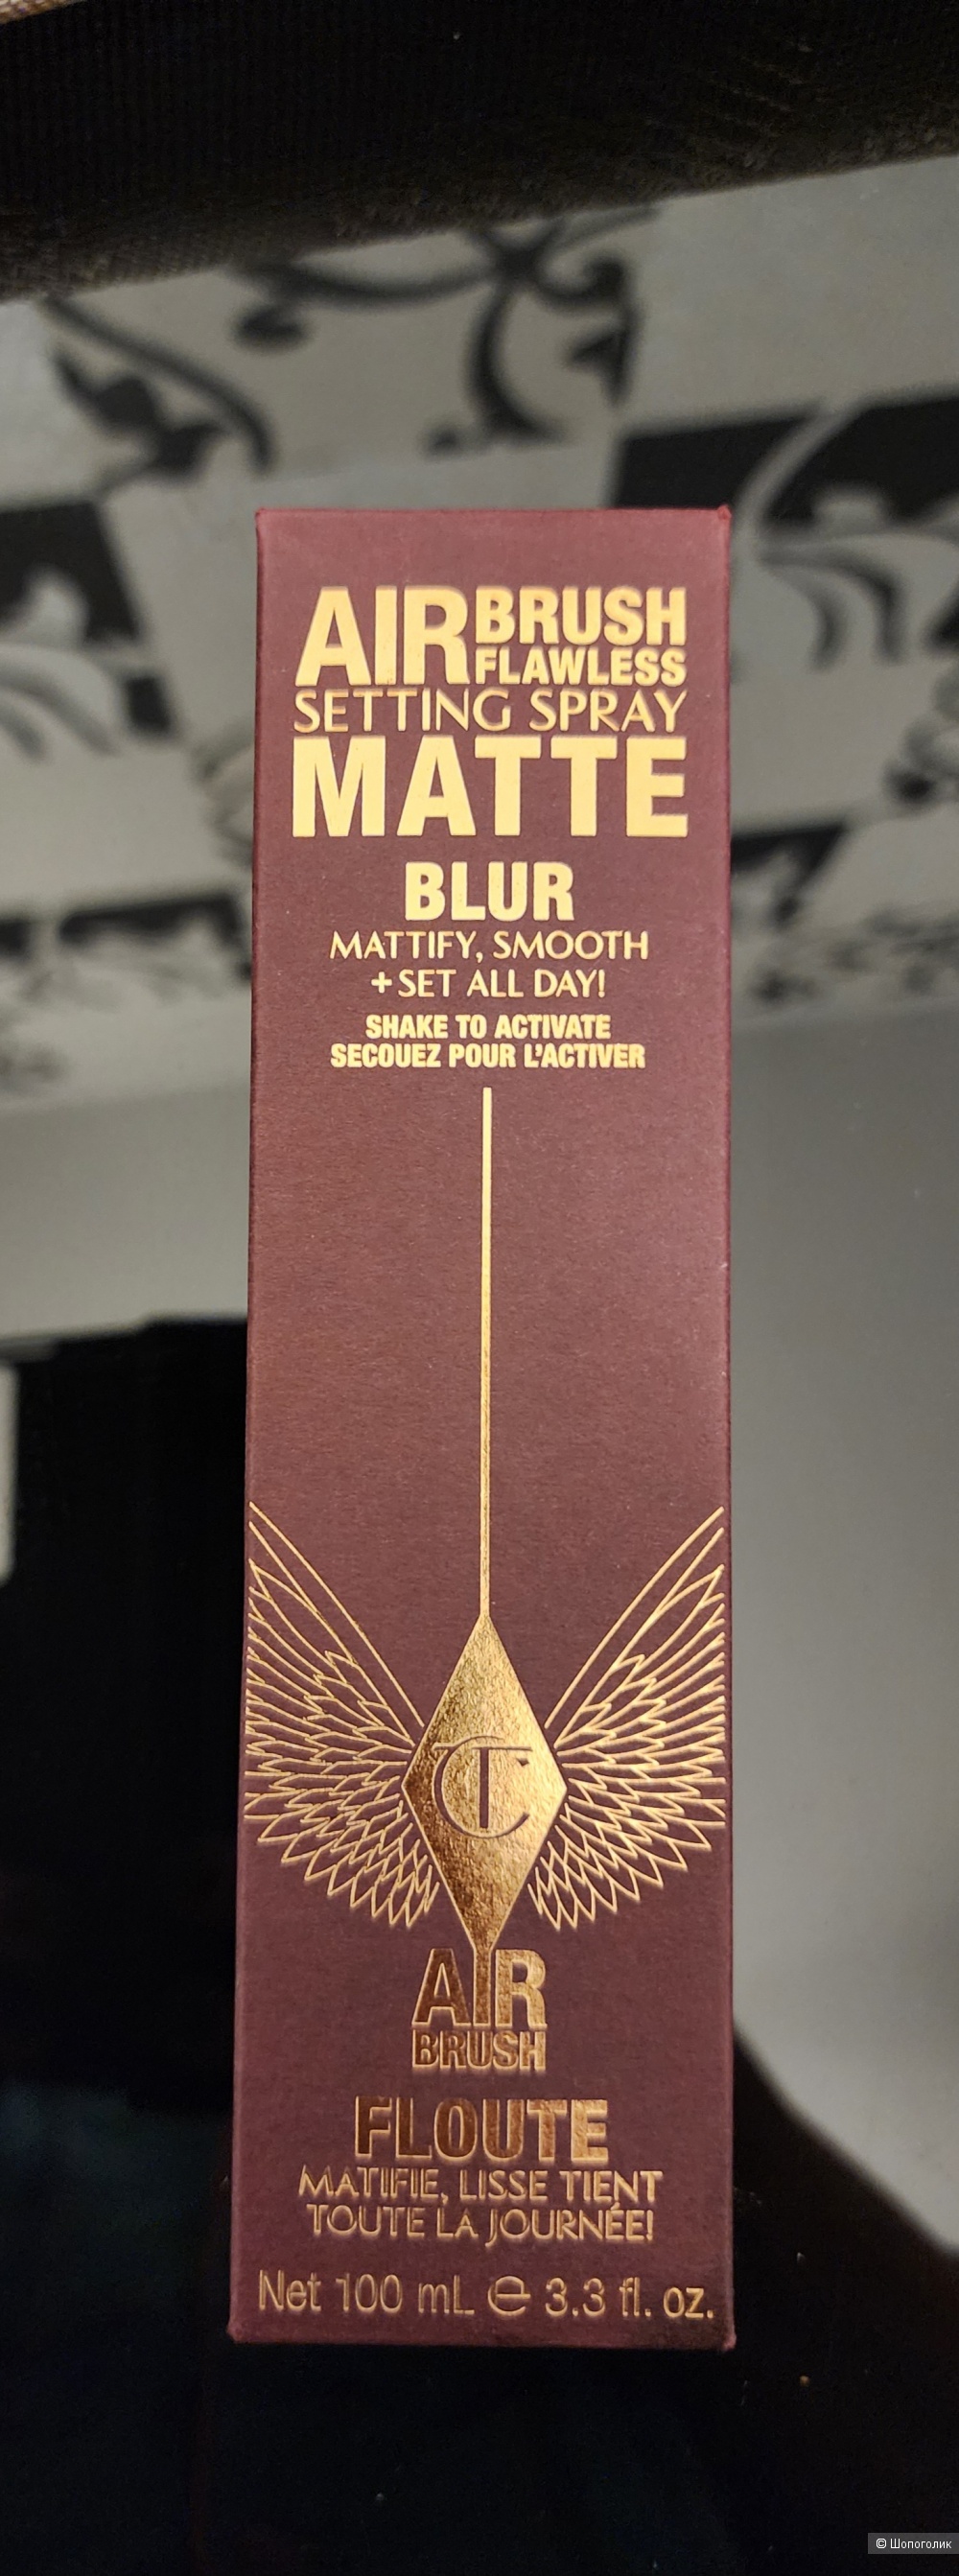 AIRBRUSH
FLAWLESS
SETTING SPRAY
MATTE
BLUR
MATTIFY, SMOOTH
+ SET ALL DAY!
SHAKE TO ACTIVATE
SECOUEZ POUR L'ACTIVER
CT
AIR
BRUSH
FLOUTE
MATIFIE, LISSE TIENT
TOUTE LA JOURNÉE!
Net 100 mL ℮ 3.3 fl. oz.
© Шопоголик